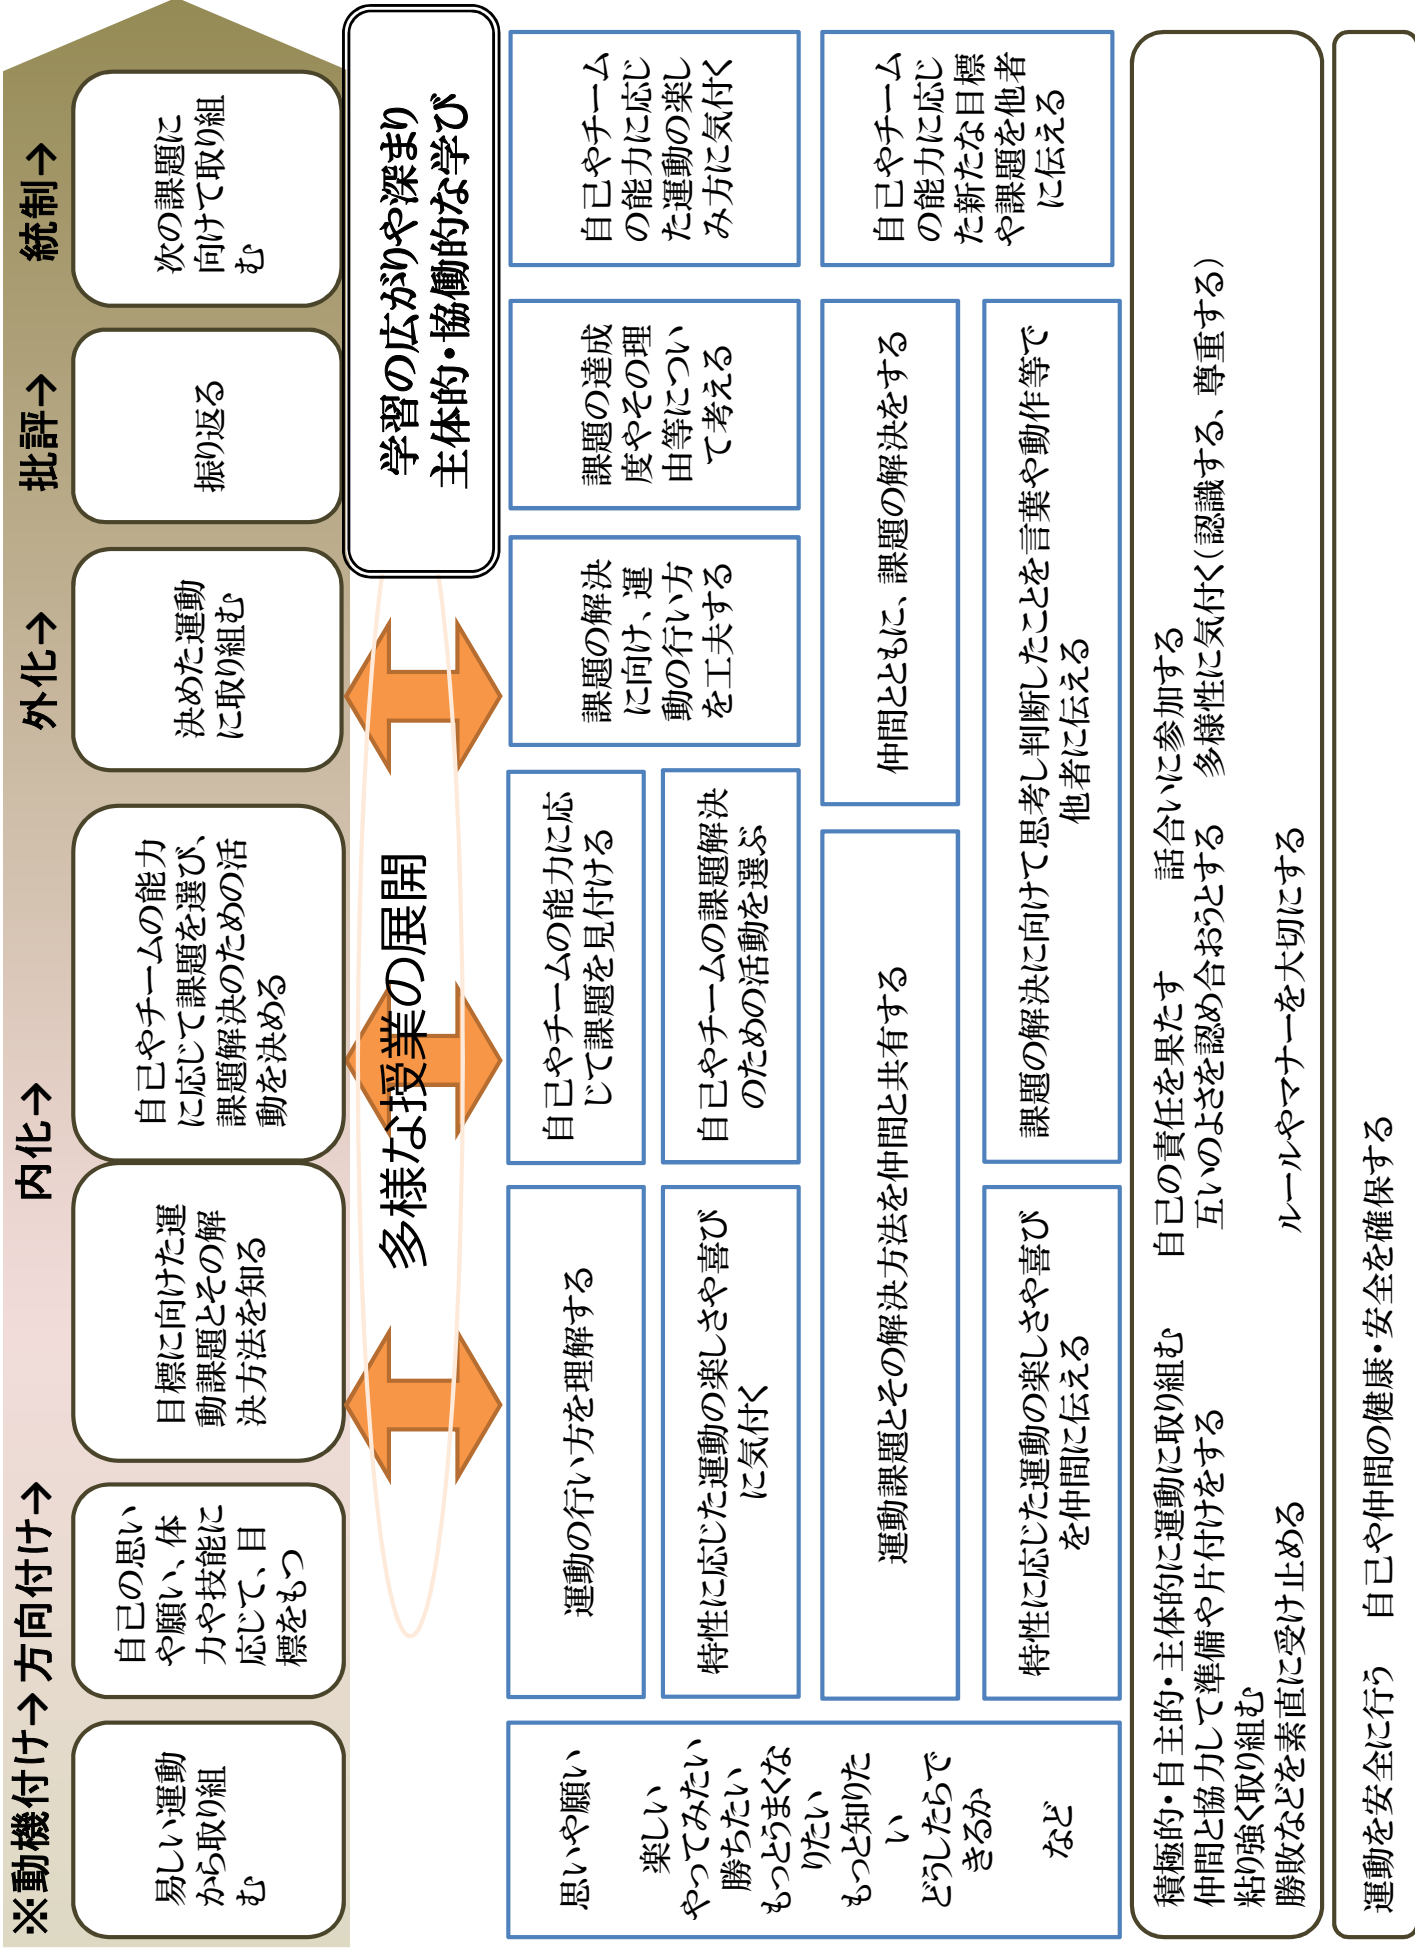 ※動機付け→方向付け→
内化→
外化→
批評→
統制→
易しい運動
から取り組
む
自己の思い
や願い、体
力や技能に
応じて、目
標をもつ
目標に向けた運
動課題とその解
決方法を知る
自己やチームの能力
に応じて課題を選び、
課題解決のための活
動を決める
決めた運動
に取り組む
振り返る
次の課題に
向けて取り組
む
多様な授業の展開
学習の広がりや深まり
主体的・協働的な学び
思いや願い
楽しい
やってみたい
勝ちたい
もっとうまくな
りたい
もっと知りた
い
どうしたらで
きるか
など
運動の行い方を理解する
特性に応じた運動の楽しさや喜び
に気付く
自己やチームの能力に応
じて課題を見付ける
自己やチームの課題解決
のための活動を選ぶ
課題の解決
に向け、運
動の行い方
を工夫する
課題の達成
度やその理
由等につい
て考える
自己やチーム
の能力に応じ
た運動の楽し
み方に気付く
運動課題とその解決方法を仲間と共有する
仲間とともに、課題の解決をする
自己やチーム
の能力に応じ
た新たな目標
や課題を他者
に伝える
特性に応じた運動の楽しさや喜び
を仲間に伝える
課題の解決に向けて思考し判断したことを言葉や動作等で
他者に伝える
積極的・自主的・主体的に運動に取り組む 自己の責任を果たす 話合いに参加する
仲間と協力して準備や片付けをする 互いのよさを認め合おうとする 多様性に気付く(認識する、尊重する)
粘り強く取り組む
勝敗などを素直に受け止める ルールやマナーを大切にする
運動を安全に行う 自己や仲間の健康・安全を確保する